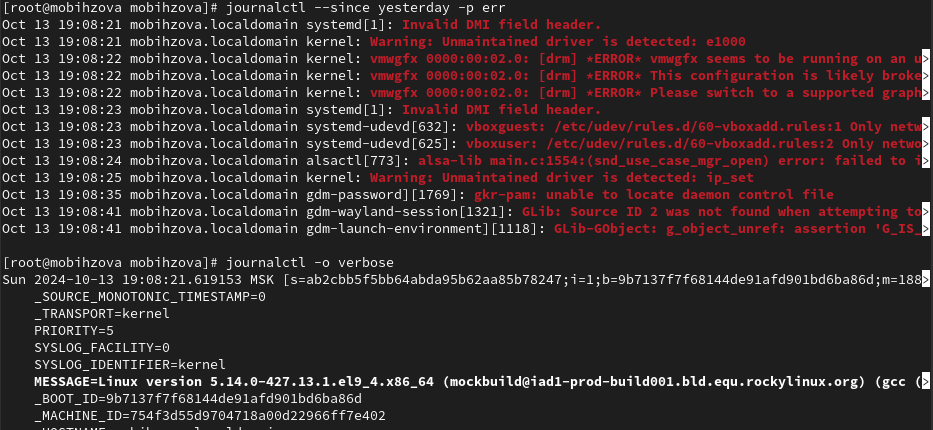 [root@mobihzova mobihzova]# journalctl --since yesterday -p err
Oct 13 19:08:21 mobihzova.localdomain systemd[1]: Invalid DMI field header.
Oct 13 19:08:21 mobihzova.localdomain kernel: Warning: Unmaintained driver is detected: e1000
Oct 13 19:08:22 mobihzova.localdomain kernel: vmwgfx 0000:00:02.0: [drm] *ERROR* vmwgfx seems to be running on an u>
Oct 13 19:08:22 mobihzova.localdomain kernel: vmwgfx 0000:00:02.0: [drm] *ERROR* This configuration is likely broke>
Oct 13 19:08:22 mobihzova.localdomain kernel: vmwgfx 0000:00:02.0: [drm] *ERROR* Please switch to a supported graph>
Oct 13 19:08:23 mobihzova.localdomain systemd[1]: Invalid DMI field header.
Oct 13 19:08:23 mobihzova.localdomain systemd-udevd[632]: vboxguest: /etc/udev/rules.d/60-vboxadd.rules:1 Only netw>
Oct 13 19:08:23 mobihzova.localdomain systemd-udevd[625]: vboxuser: /etc/udev/rules.d/60-vboxadd.rules:2 Only netwo>
Oct 13 19:08:24 mobihzova.localdomain alsactl[773]: alsa-lib main.c:1554:(snd_use_case_mgr_open) error: failed to i>
Oct 13 19:08:25 mobihzova.localdomain kernel: Warning: Unmaintained driver is detected: ip_set
Oct 13 19:08:35 mobihzova.localdomain gdm-password][1769]: gkr-pam: unable to locate daemon control file
Oct 13 19:08:41 mobihzova.localdomain gdm-wayland-session[1321]: GLib: Source ID 2 was not found when attempting to>
Oct 13 19:08:41 mobihzova.localdomain gdm-launch-environment][1118]: GLib-GObject: g_object_unref: assertion 'G_IS_>
[root@mobihzova mobihzova]# journalctl -o verbose
Sun 2024-10-13 19:08:21.619153 MSK [s=ab2cbb5f5bb64abda95b62aa85b78247;i=1;b=9b7137f7f68144de91afd901bd6ba86d;m=188>
_SOURCE_MONOTONIC_TIMESTAMP=0
_TRANSPORT=kernel
PRIORITY=5
SYSLOG_FACILITY=0
SYSLOG_IDENTIFIER=kernel
MESSAGE=Linux version 5.14.0-427.13.1.el9_4.x86_64 (mockbuild@iad1-prod-build001.bld.equ.rockylinux.org) (gcc (>
_BOOT_ID=9b7137f7f68144de91afd901bd6ba86d
_MACHINE_ID=754f3d55d9704718a00d22966ff7e402